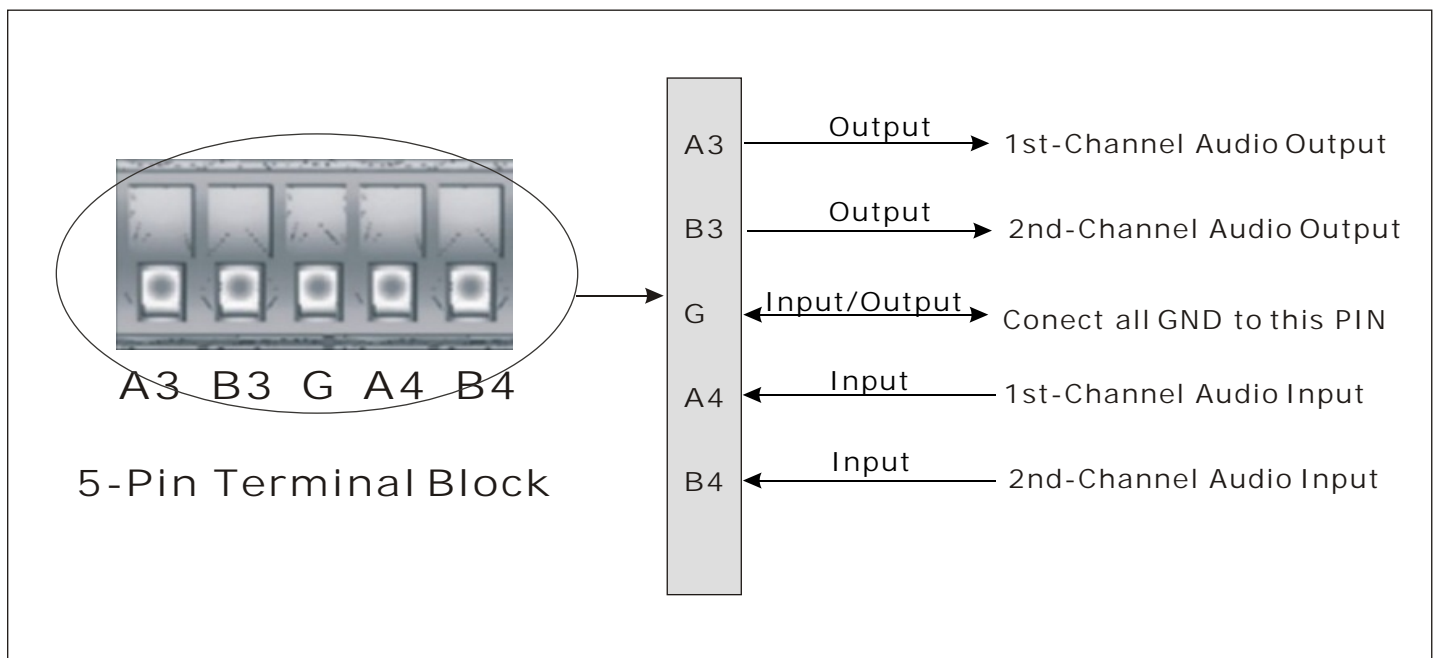 A3 B3 G A4 B4
5-Pin Terminal Block
A3 Output 1st-Channel Audio Output
B3 Output 2nd-Channel Audio Output
G Input/Output Conect all GND to this PIN
A4 Input 1st-Channel Audio Input
B4 Input 2nd-Channel Audio Input